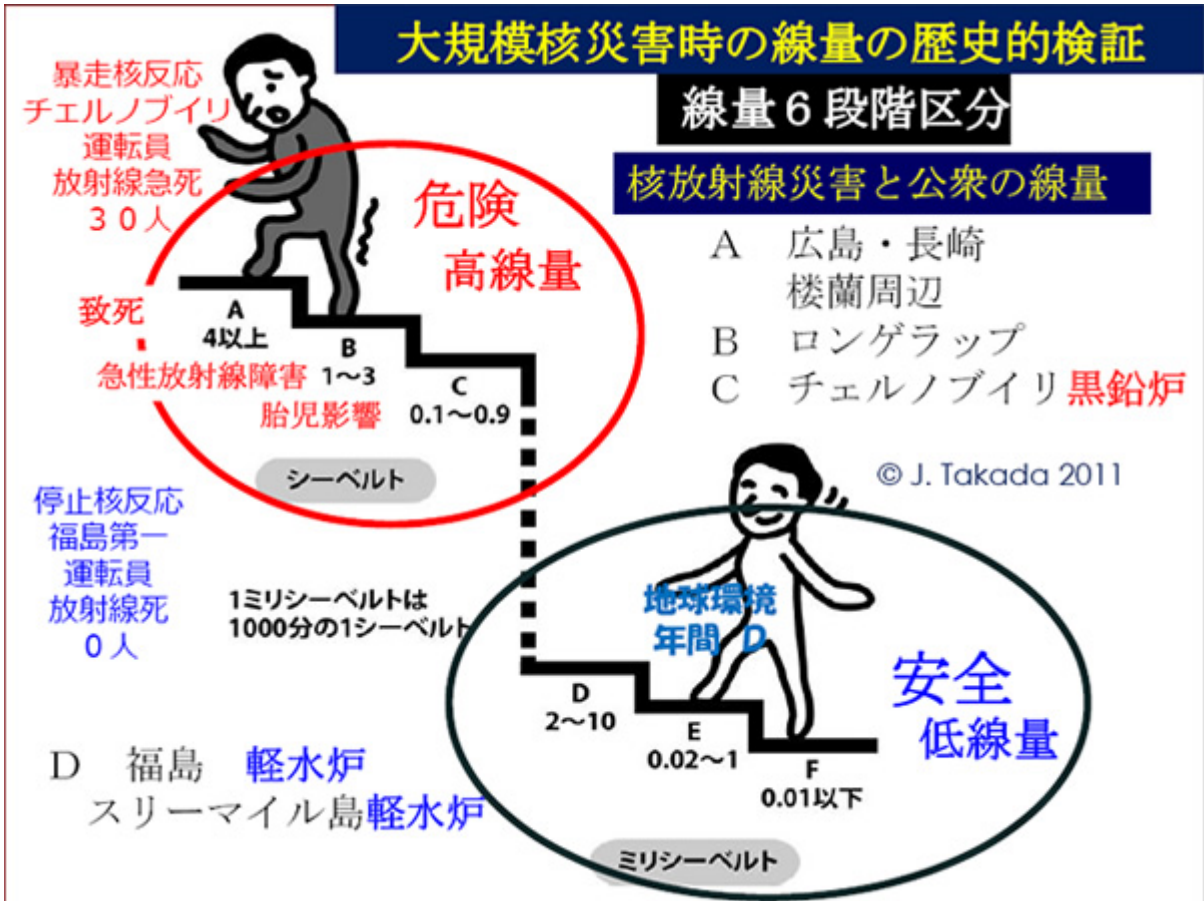 大規模核災害時の線量の歴史的検証
線量6段階区分
核放射線災害と公衆の線量
暴走核反応
チェルノブイリ
運転員
放射線急死
30人
危険
高線量
A 広島・長崎
楼蘭周辺
B ロンゲラップ
C チェルノブイリ黒鉛炉
致死
A
4以上
急性放射線障害
B
1~3
胎児影響
C
0.1~0.9
シーベルト
© J. Takada 2011
停止核反応
福島第一
運転員
放射線死
0人
1ミリシーベルトは
1000分の1シーベルト
地球環境
年間 D
安全
低線量
D
2~10
E
0.02~1
F
0.01以下
ミリシーベルト
D 福島 軽水炉
スリーマイル島軽水炉